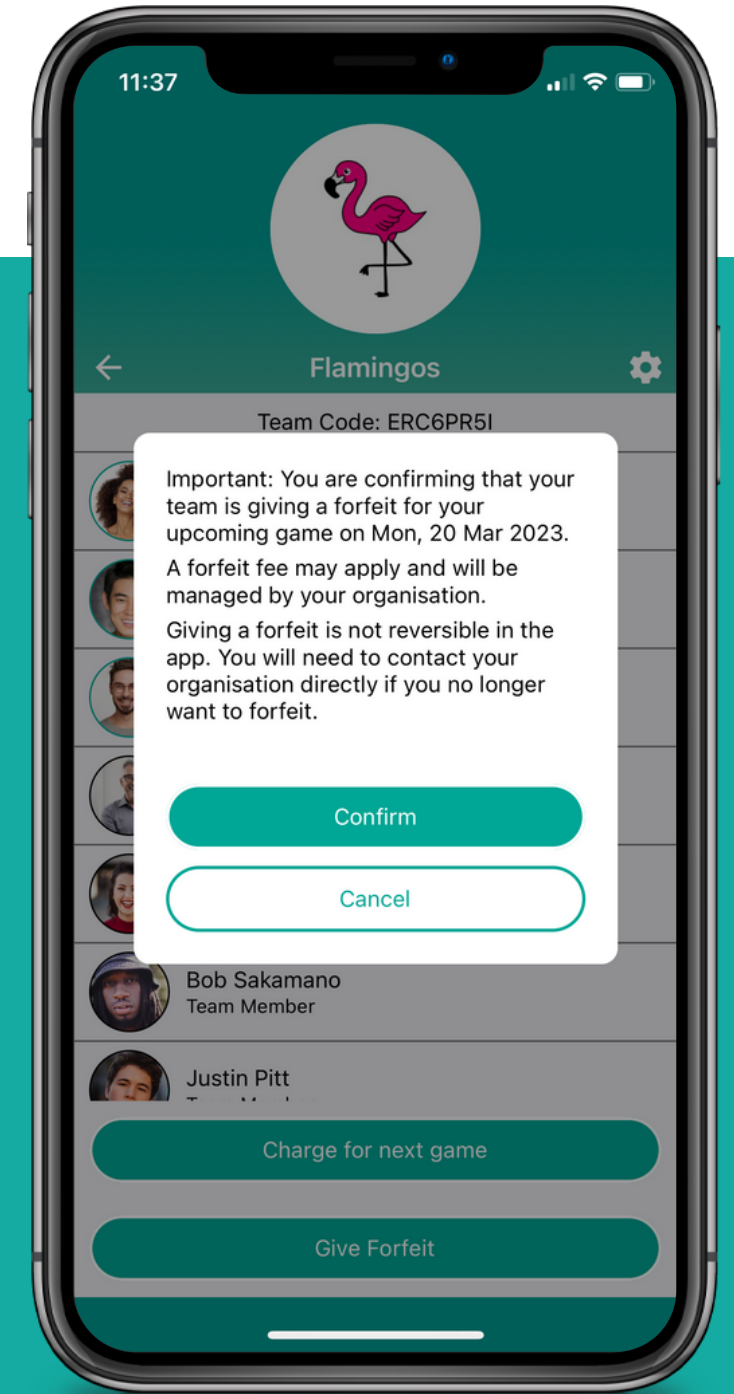 11:37
Flamingos
Team Code: ERC6PR5I
Important: You are confirming that your
team is giving a forfeit for your
upcoming game on Mon, 20 Mar 2023.
A forfeit fee may apply and will be
managed by your organisation.
Giving a forfeit is not reversible in the
app. You will need to contact your
organisation directly if you no longer
want to forfeit.
Confirm
Cancel
Bob Sakamano
Team Member
Justin Pitt
Charge for next game
Give Forfeit